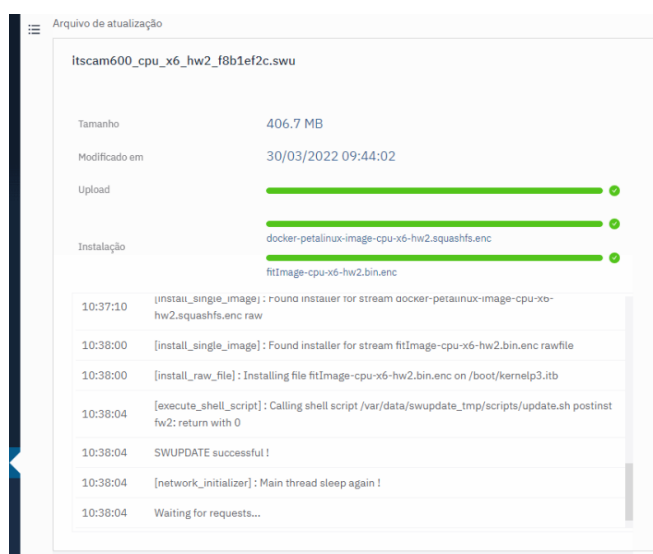 Arquivo de atualização
itscam600_cpu_x6_hw2_f8b1ef2c.swu
Tamanho
406.7 MB
Modificado em
30/03/2022 09:44:02
Upload
Instalação
docker-petalinux-image-cpu-x6-hw2.squashfs.enc
fitImage-cpu-x6-hw2.bin.enc
10:37:10
[install_single_image] : Found installer for stream docker-petalinux-image-cpu-x6-
hw2.squashfs.enc raw
10:38:00
[install_single_image] : Found installer for stream fitImage-cpu-x6-hw2.bin.enc rawfile
10:38:00
[install_raw_file] : Installing file fitImage-cpu-x6-hw2.bin.enc on /boot/kernelp3.itb
10:38:04
[execute_shell_script] : Calling shell script /var/data/swupdate_tmp/scripts/update.sh postinst
fw2: return with 0
10:38:04
SWUPDATE successful !
10:38:04
[network_initializer] : Main thread sleep again !
10:38:04
Waiting for requests...